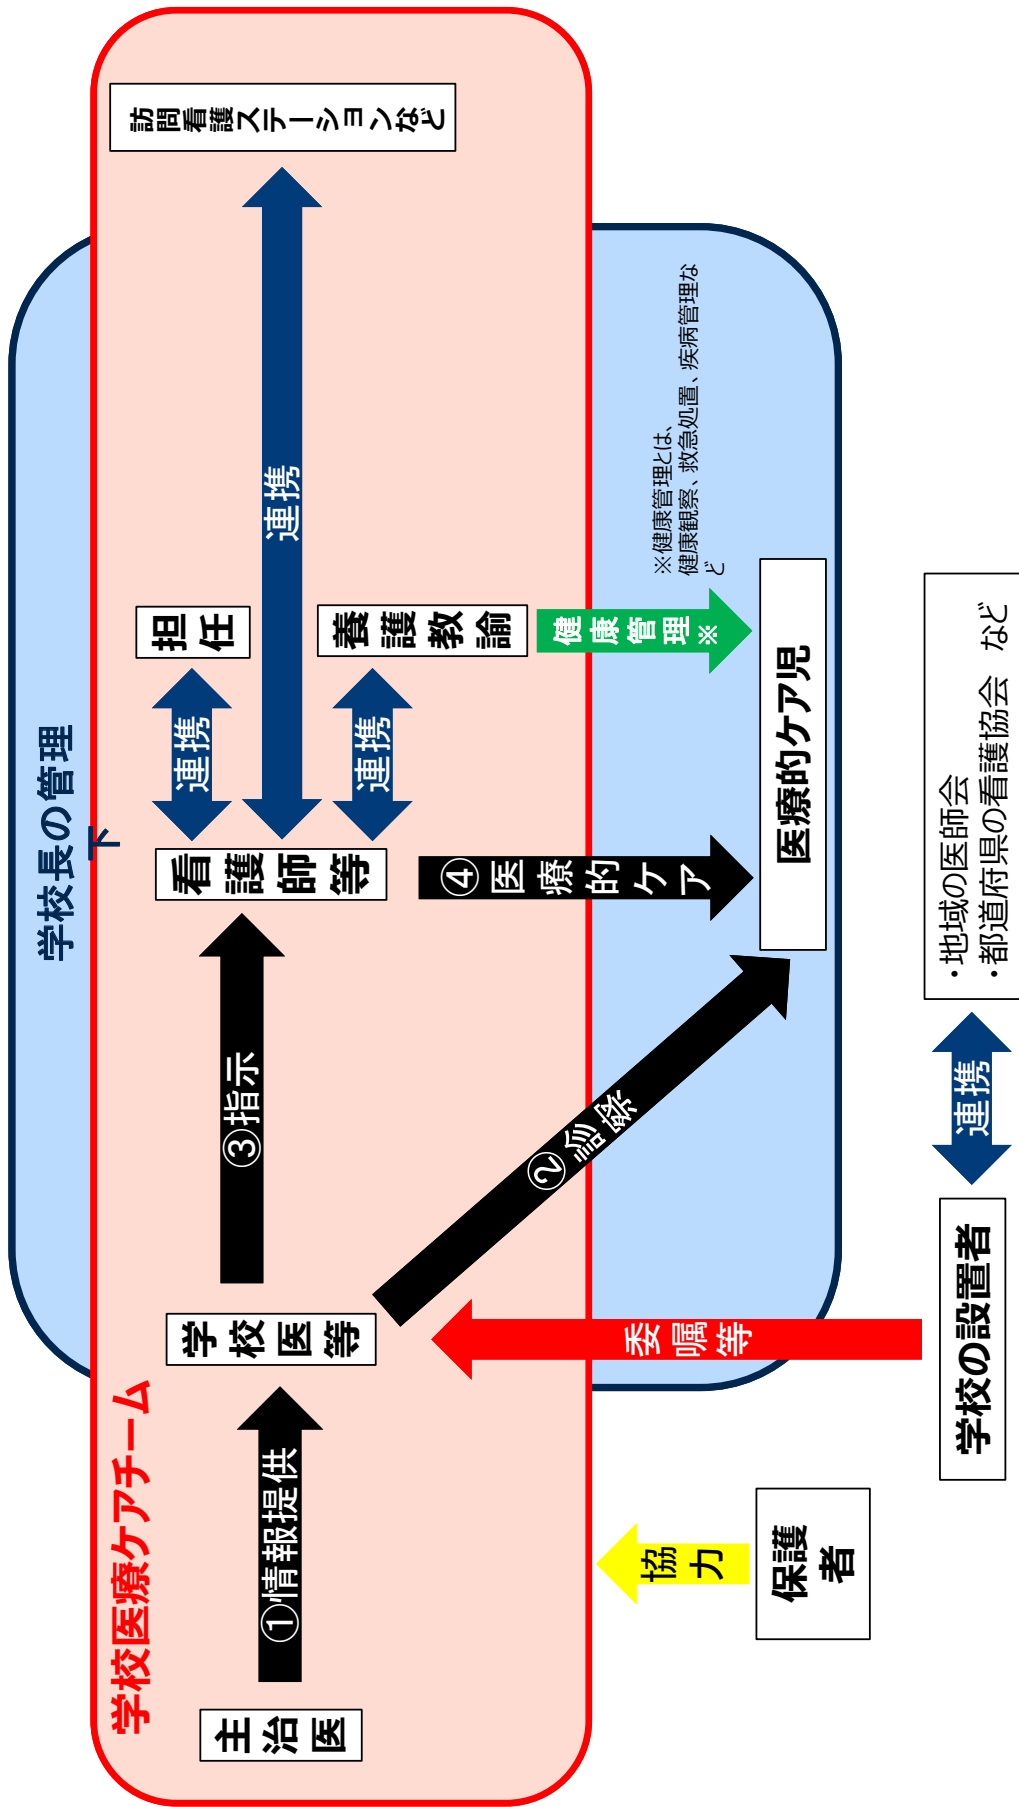 学校医療ケアチーム
学校長の管理
下
主治医
①情報提供
学校医等
③指示
看護師等
連携
担任
連携
訪問看護ステーションなど
連携
養護教諭
②診察
④医療的ケア
健康管理※
※健康管理とは、
健康観察、救急処置、疾病管理な
ど
医療的ケア児
協力
保護
者
委嘱等
学校の設置者
連携
・地域の医師会
・都道府県の看護協会 など